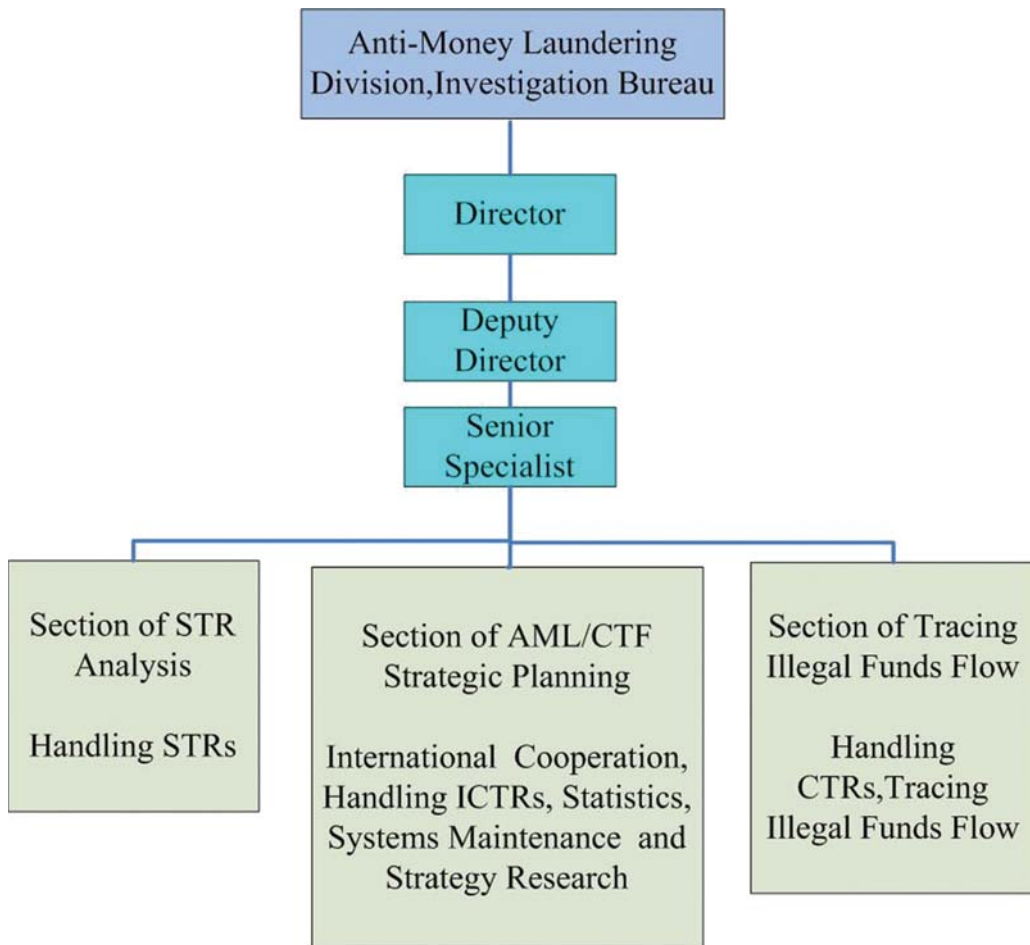 Anti-Money Laundering
Division,Investigation Bureau
Director
Deputy
Director
Senior
Specialist
Section of STR
Analysis
Handling STRs
Section of AML/CTF
Strategic Planning
International Cooperation,
Handling ICTRs, Statistics,
Systems Maintenance and
Strategy Research
Section of Tracing
Illegal Funds Flow
Handling
CTRs,Tracing
Illegal Funds Flow